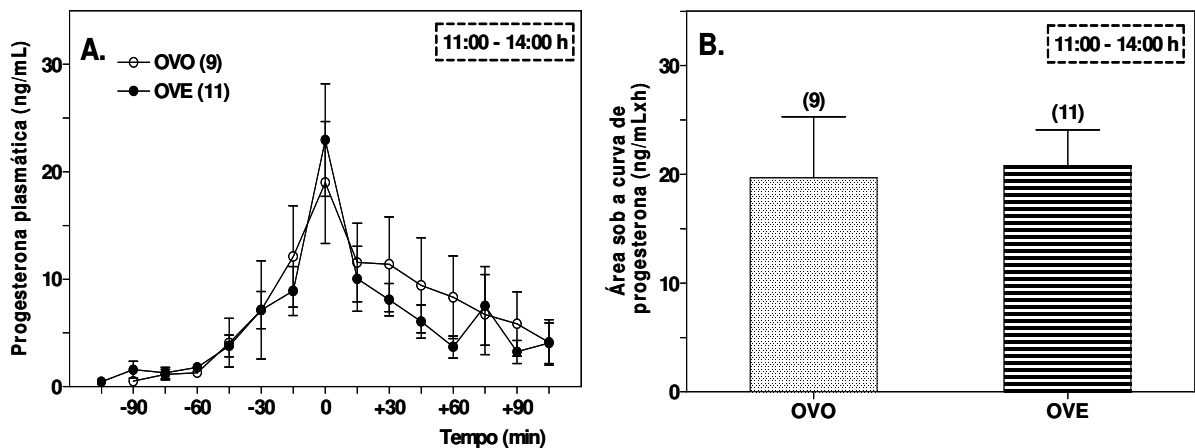 A.
11:00 - 14:00 h
OVO (9)
OVE (11)
Progesterona plasmática (ng/mL)
30
20
10
0
-90 -60 -30 0 +30 +60 +90
Tempo (min)
B.
11:00 - 14:00 h
Área sob a curva de
progesterona (ng/mLxh)
30
20
10
0
(9)
(11)
OVO OVE